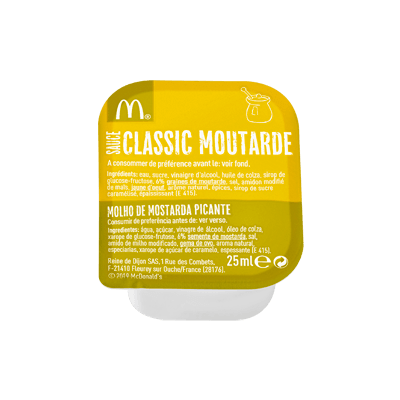 M®
SAUCE
CLASSIC MOUTARDE
A consommer de préférence avant le: voir fond.
Ingrédients: eau, sucre, vinaigre d'alcool, huile de colza, sirop de
glucose-fructose, 6% graines de moutarde, sel, amidon modifié
de maïs, jaune d'oeuf, arôme naturel, épices, sirop de sucre
caramélisé, épaississant (E 415).
MOLHO DE MOSTARDA PICANTE
Consumir de preferência antes de: ver verso.
Ingredientes: água, açúcar, vinagre de álcool, óleo de colza,
xarope de glucose-frutose, 6% semente de mostarda, sal,
amido de milho modificado, gema de ovo, aroma natural,
especiarias, xarope de açúcar de caramelo, espessante (E 415).
Reine de Dijon SAS, 1 Rue des Combets,
F-21410 Fleurey sur Ouche/France (28176).
© 2019 McDonald's
25ml e